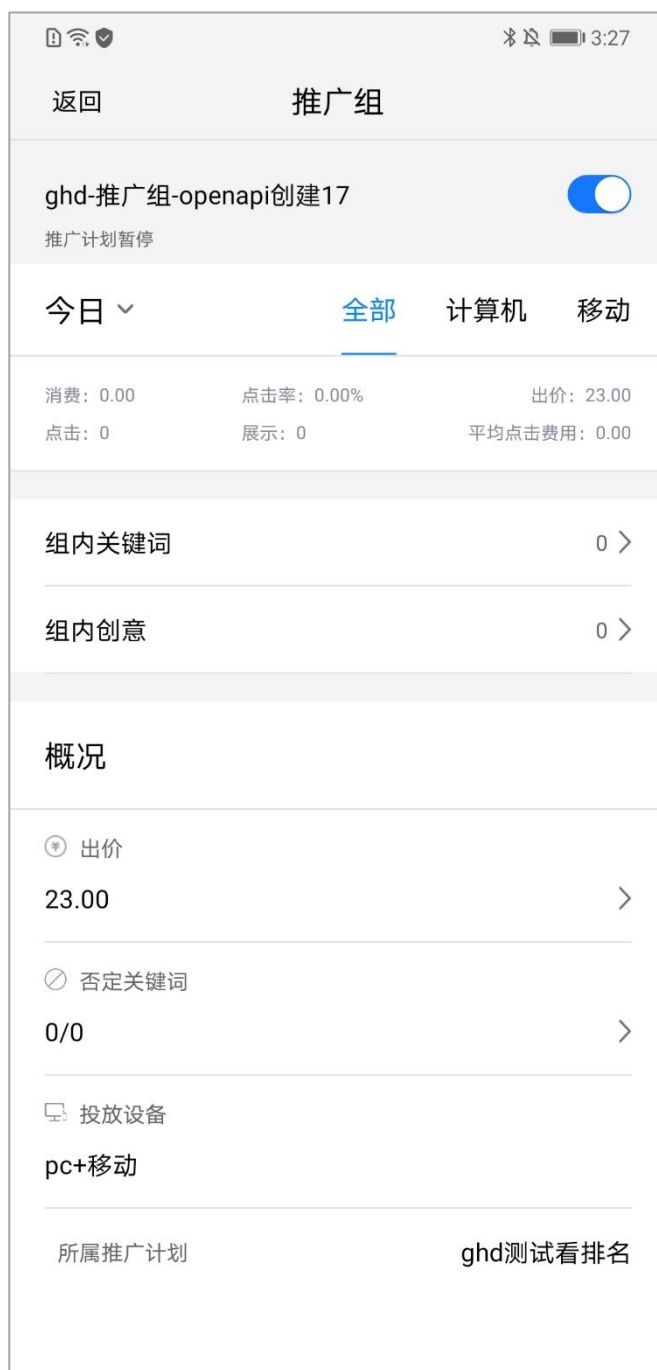 3:27
返回 推广组
ghd-推广组-openapi创建17
推广计划暂停
今日 全部 计算机 移动
消费：0.00 点击率：0.00% 出价：23.00
点击：0 展示：0 平均点击费用：0.00
组内关键词 0
组内创意 0
概况
出价
23.00
否定关键词
0/0
投放设备
pc+移动
所属推广计划 ghd测试看排名